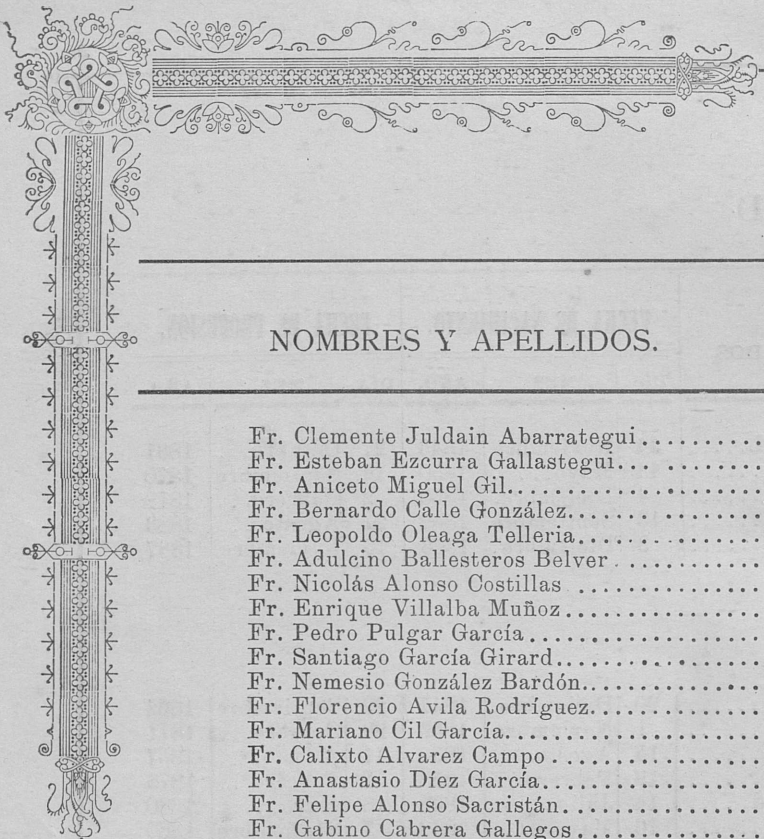 NOMBRES Y APELLIDOS.
Fr. Clemente Juldain Abarrategui...........
Fr. Esteban Ezcurra Gallastegui... .........
Fr. Aniceto Miguel Gil....................
Fr. Bernardo Calle González................
Fr. Leopoldo Oleaga Telleria...............
Fr. Adulcino Ballesteros Belver .............
Fr. Nicolás Alonso Costillas ...............
Fr. Enrique Villalba Muñoz ................
Fr. Pedro Pulgar García ...................
Fr. Santiago García Girard.................
Fr. Nemesio González Bardón..............
Fr. Florencio Avila Rodríguez..............
Fr. Mariano Cil García.....................
Fr. Calixto Alvarez Campo .................
Fr. Anastasio Díez García..................
Fr. Felipe Alonso Sacristán.................
Fr. Gabino Cabrera Gallegos ...............